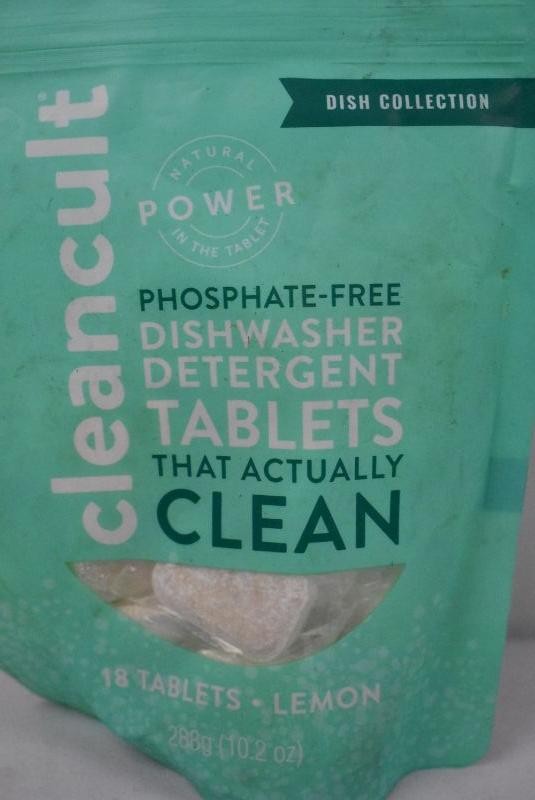 DISH COLLECTION
cleancult
NATURAL
POWER
IN THE TABLET
PHOSPHATE-FREE
DISHWASHER
DETERGENT
TABLETS
THAT ACTUALLY
CLEAN
18 TABLETS • LEMON
288g (10.2 oz)